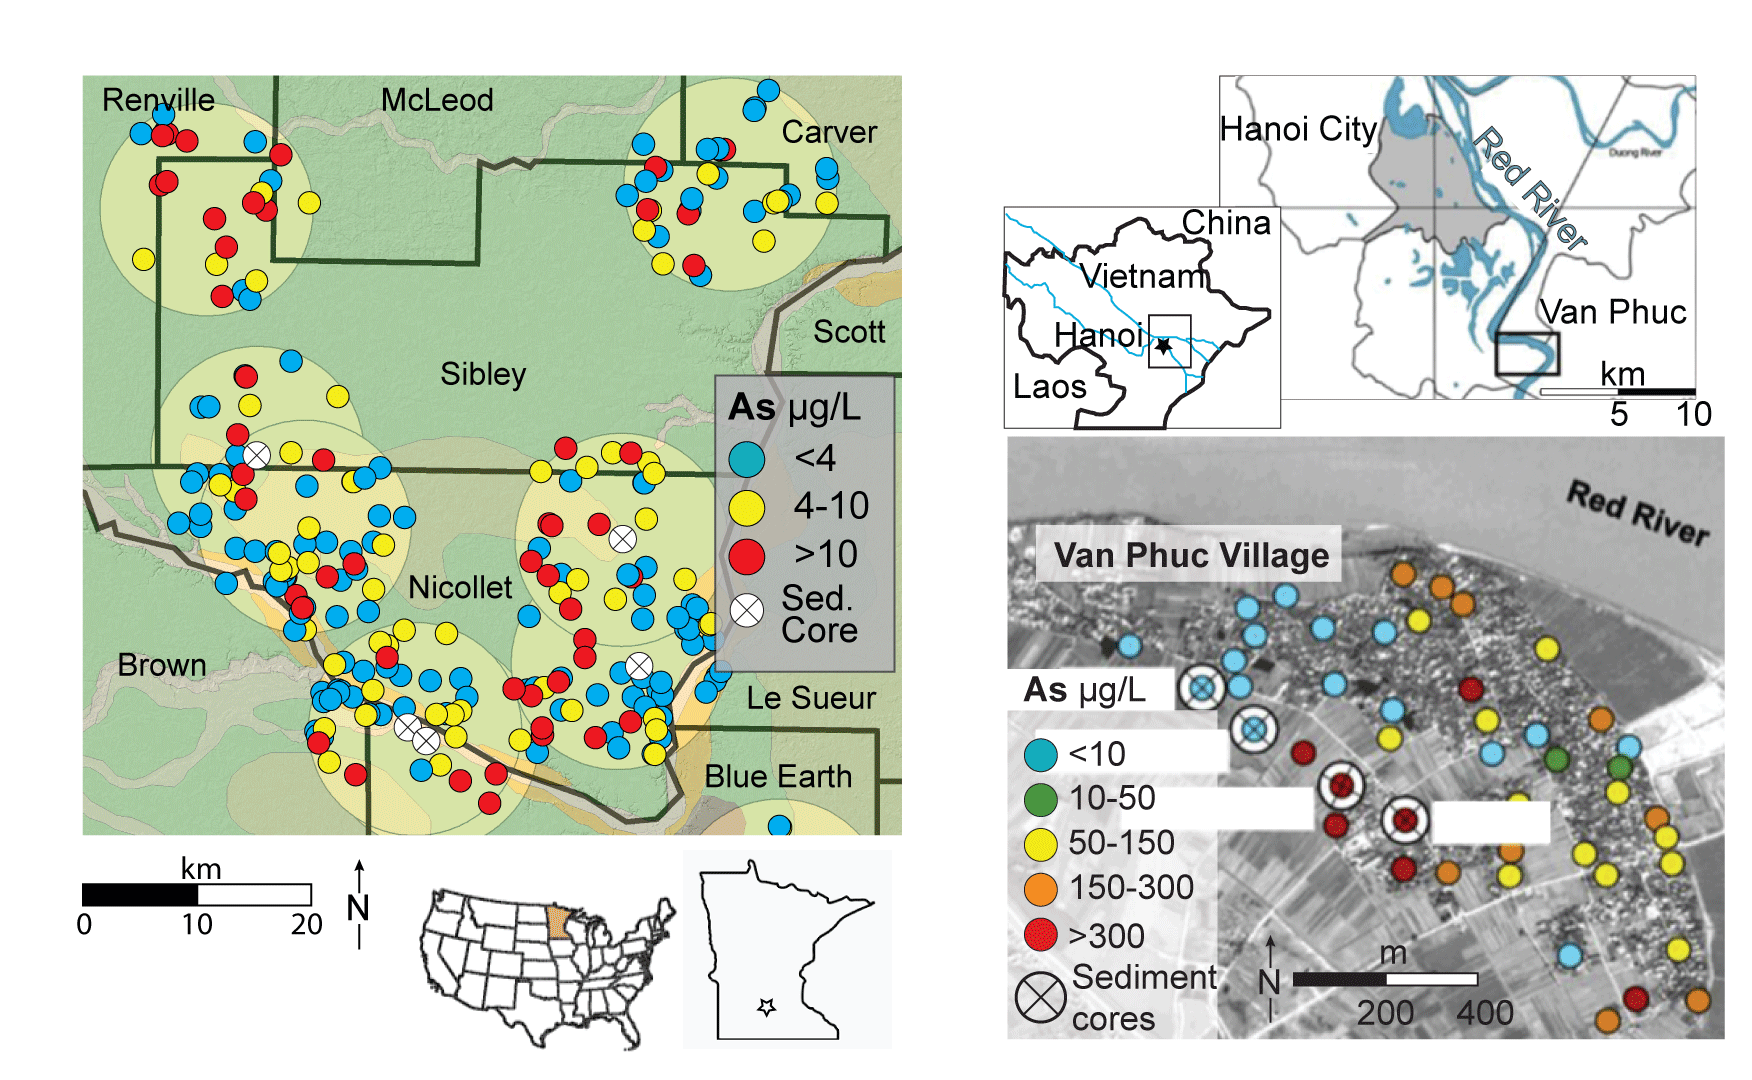 Renville
McLeod
Carver
Scott
Sibley
As µg/L
<4
4-10
>10
Sed.
Core
Nicollet
Brown
Le Sueur
Blue Earth
km
0
10
20
N
Hanoi City
Red River
Duong River
Van Phuc
km
5
10
China
Vietnam
Hanoi
Laos
Red River
Van Phuc Village
As µg/L
<10
10-50
50-150
150-300
>300
Sediment
cores
N
m
200
400